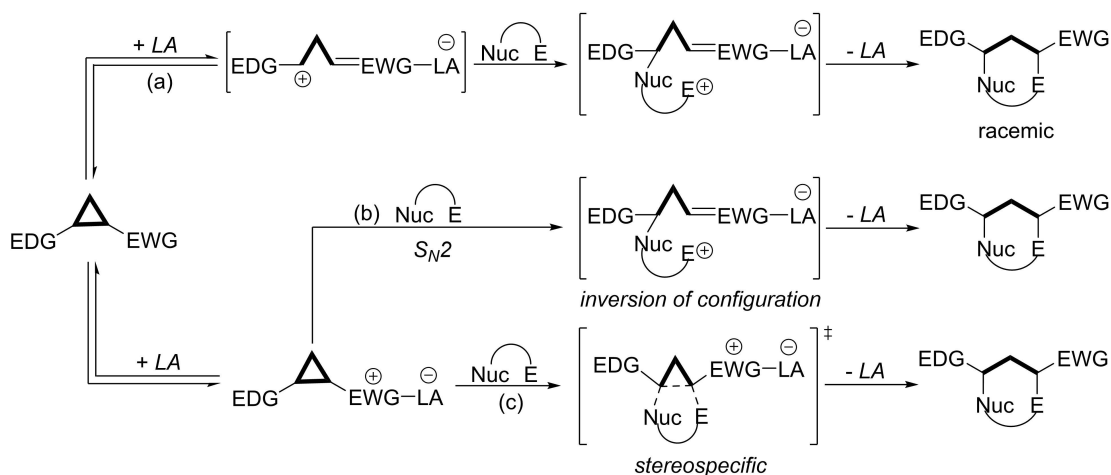 + LA
(a)
EDG ⊕ EWG–LA ⊖
Nuc E
EDG EWG–LA ⊖
Nuc E⊕
- LA
EDG EWG
Nuc E
racemic
EDG EWG
(b)
Nuc E
SN2
EDG EWG–LA ⊖
Nuc E⊕
inversion of configuration
- LA
EDG EWG
Nuc E
+ LA
EDG ⊕ ⊖
EWG–LA
Nuc E
(c)
⊕ ⊖ ‡
EDG EWG–LA
Nuc E
stereospecific
- LA
EDG EWG
Nuc E